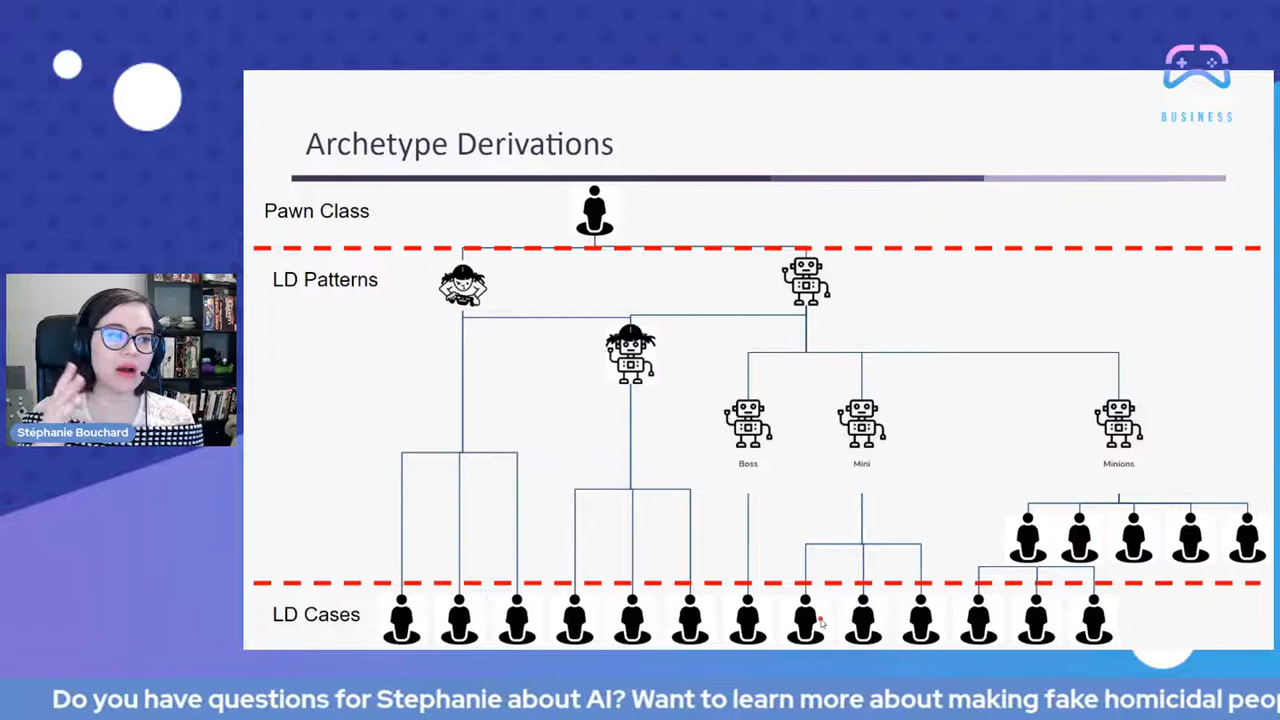 BUSINESS
Archetype Derivations
Pawn Class
LD Patterns
Boss
Mini
Minions
LD Cases
Stéphanie Bouchard
Do you have questions for Stephanie about AI? Want to learn more about making fake homicidal peop